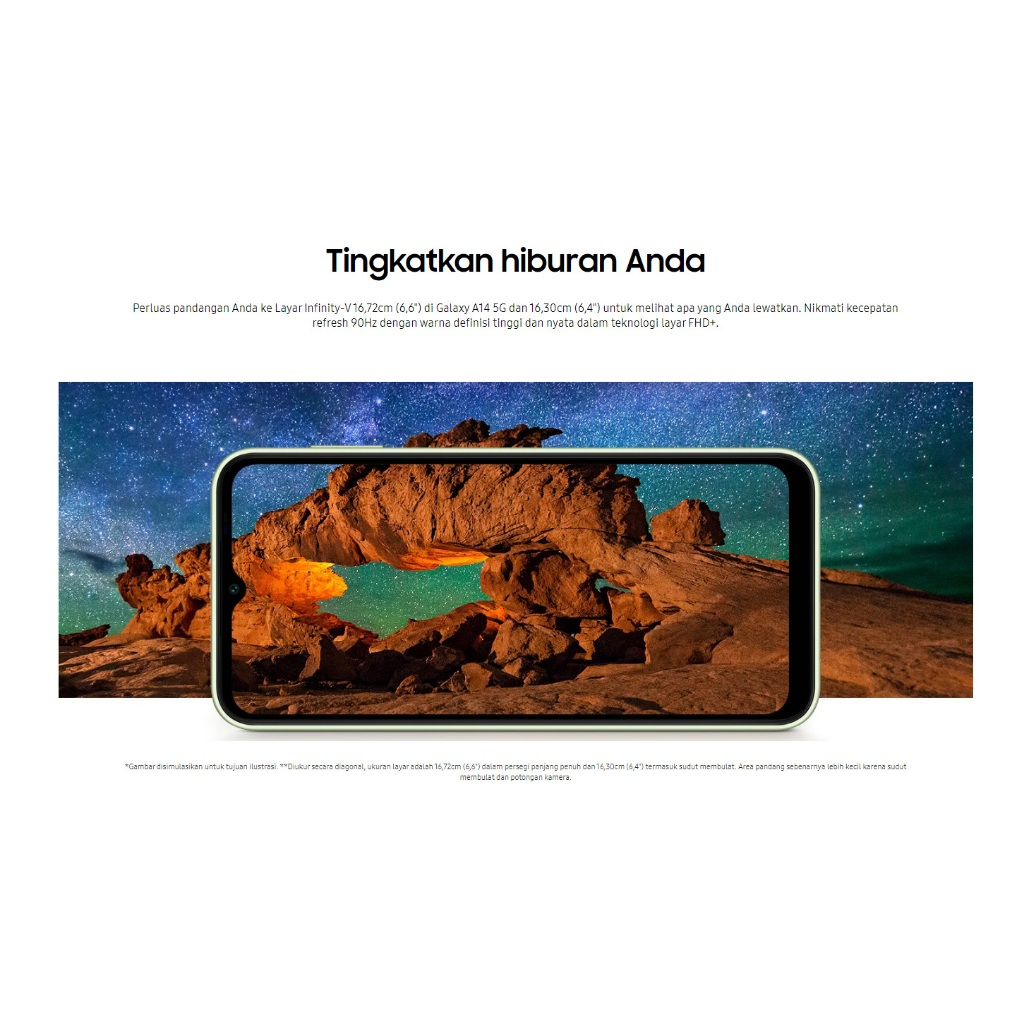 Tingkatkan hiburan Anda
Perluas pandangan Anda ke Layar Infinity-V 16,72cm (6,6") di Galaxy A14 5G dan 16,30cm (6,4") untuk melihat apa yang Anda lewatkan. Nikmati kecepatan
refresh 90Hz dengan warna definisi tinggi dan nyata dalam teknologi layar FHD+.
*Gambar disimulasikan untuk tujuan ilustrasi. **Diukur secara diagonal, ukuran layar adalah 16,72cm (6,6") dalam persegi panjang penuh dan 16,30cm (6,4") termasuk sudut membulat. Area pandang sebenarnya lebih kecil karena sudut
membulat dan potongan kamera.